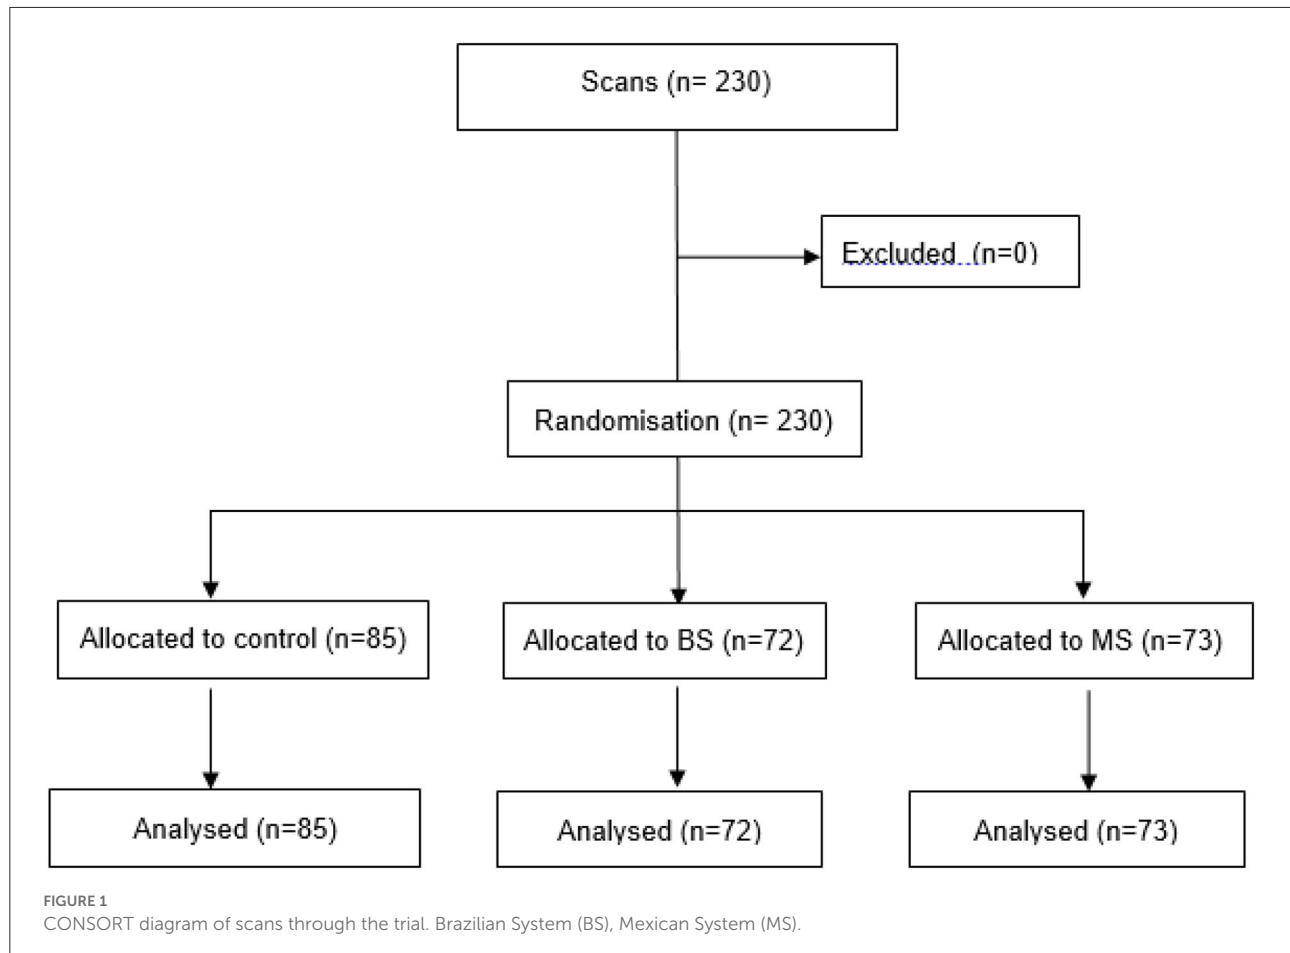 Scans (n= 230)
Excluded (n=0)
Randomisation (n= 230)
Allocated to control (n=85)
Allocated to BS (n=72)
Allocated to MS (n=73)
Analysed (n=85)
Analysed (n=72)
Analysed (n=73)
FIGURE 1
CONSORT diagram of scans through the trial. Brazilian System (BS), Mexican System (MS).